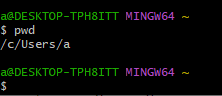 a@DESKTOP-TPH8ITT MINGW64 ~
$ pwd
/c/Users/a
a@DESKTOP-TPH8ITT MINGW64 ~
$